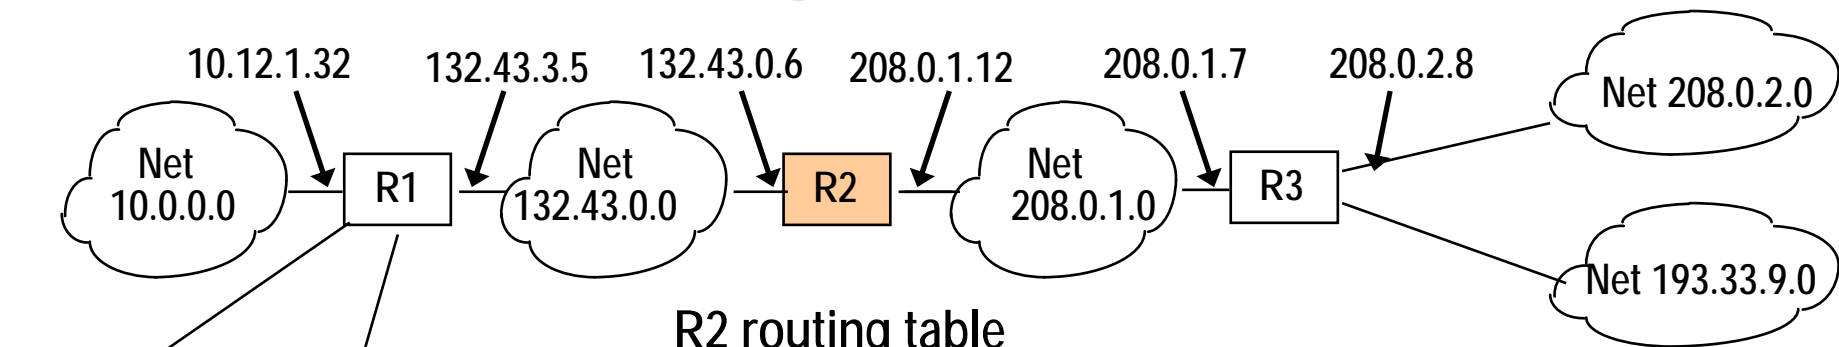 10.12.1.32
132.43.3.5
132.43.0.6
208.0.1.12
208.0.1.7
208.0.2.8
Net 208.0.2.0
Net
10.0.0.0
R1
Net
132.43.0.0
R2
Net
208.0.1.0
R3
Net 193.33.9.0
R2 routing table